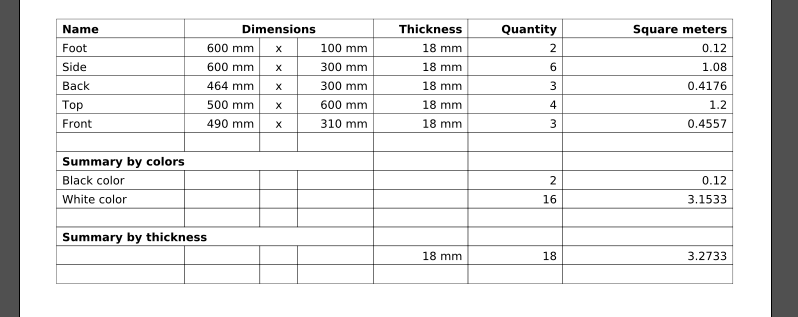 Name Dimensions Thickness Quantity Square meters
Foot 600 mm x 100 mm 18 mm 2 0.12
Side 600 mm x 300 mm 18 mm 6 1.08
Back 464 mm x 300 mm 18 mm 3 0.4176
Top 500 mm x 600 mm 18 mm 4 1.2
Front 490 mm x 310 mm 18 mm 3 0.4557
Summary by colors
Black color 2 0.12
White color 16 3.1533
Summary by thickness
18 mm 18 3.2733